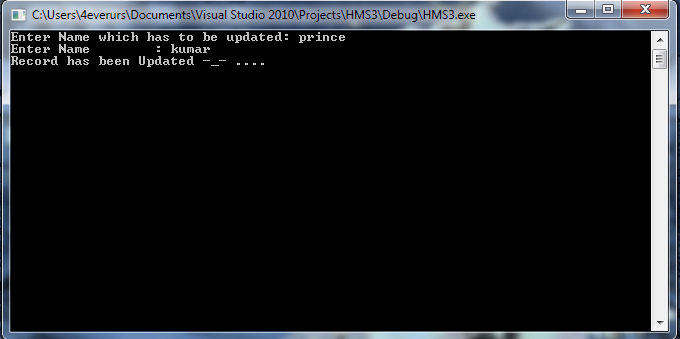 C:\Users\4everurs\Documents\Visual Studio 2010\Projects\HMS3\Debug\HMS3.exe
Enter Name which has to be updated: prince
Enter Name        : kumar
Record has been Updated -_- ....